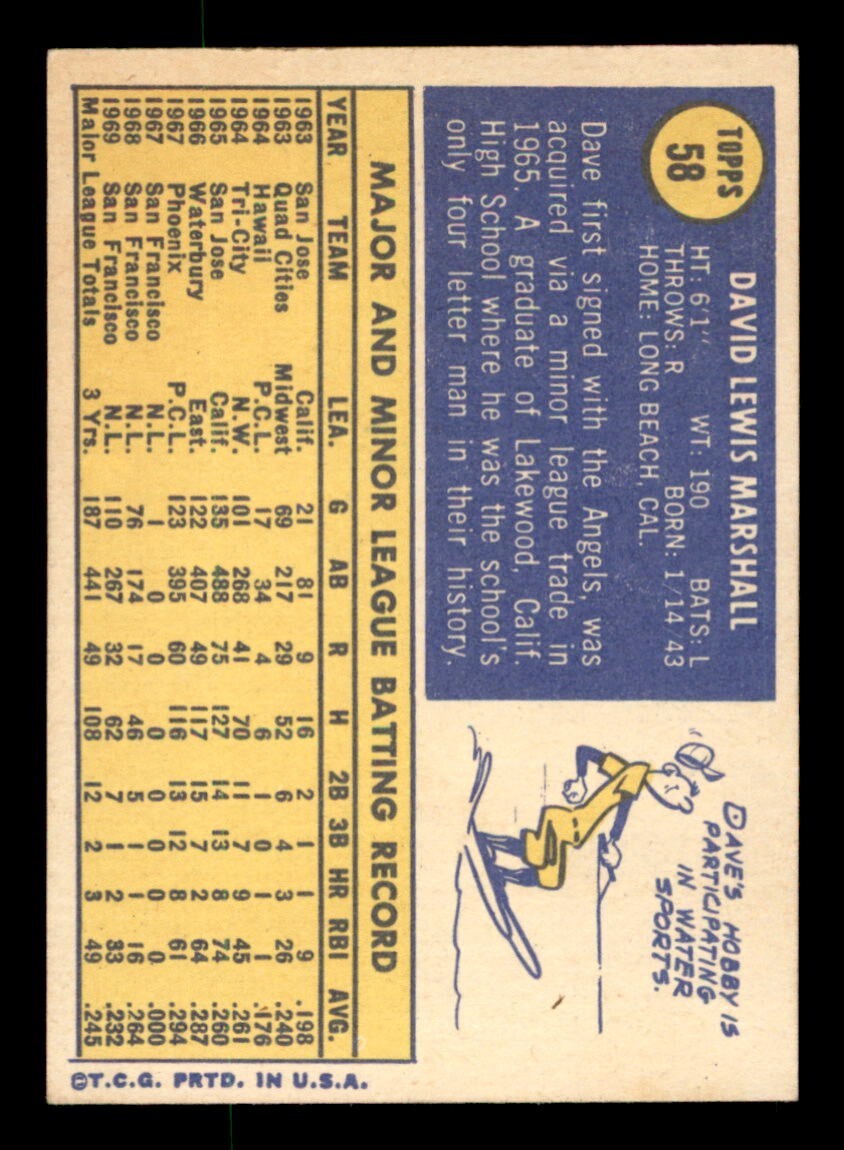 TOPPS
58
DAVID LEWIS MARSHALL
HT: 6'1" WT: 190 BATS: L
THROWS: R BORN: 1/14/43
HOME: LONG BEACH, CAL.
Dave first signed with the Angels, was
acquired via a minor league trade in
1965. A graduate of Lakewood, Calif.
High School where he was the school's
only four letter man in their history.
DAVE'S HOBBY IS
PARTICIPATING
IN WATER
SPORTS.
MAJOR AND MINOR LEAGUE BATTING RECORD
YEAR TEAM LEA. G AB R H 2B 3B HR RBI AVG.
1963 San Jose Calif. 21 81 9 16 2 1 1 9 .198
1963 Quad Cities Midwest 69 217 29 52 6 4 3 26 .240
1964 Hawaii P.C.L. 17 34 4 6 1 0 1 1 .176
1964 Tri-City N.W. 101 268 41 70 11 7 9 45 .261
1965 San Jose Calif. 135 488 75 127 14 13 8 74 .260
1966 Waterbury East. 122 407 49 117 15 7 2 64 .287
1967 Phoenix P.C.L. 123 395 60 116 13 12 8 61 .294
1967 San Francisco N.L. 1 0 0 0 0 0 0 0 .000
1968 San Francisco N.L. 76 174 17 46 5 1 1 16 .264
1969 San Francisco N.L. 110 267 32 62 7 1 2 33 .232
Major League Totals 3 Yrs. 187 441 49 108 12 2 3 49 .245
©T.C.G. PRTD. IN U.S.A.